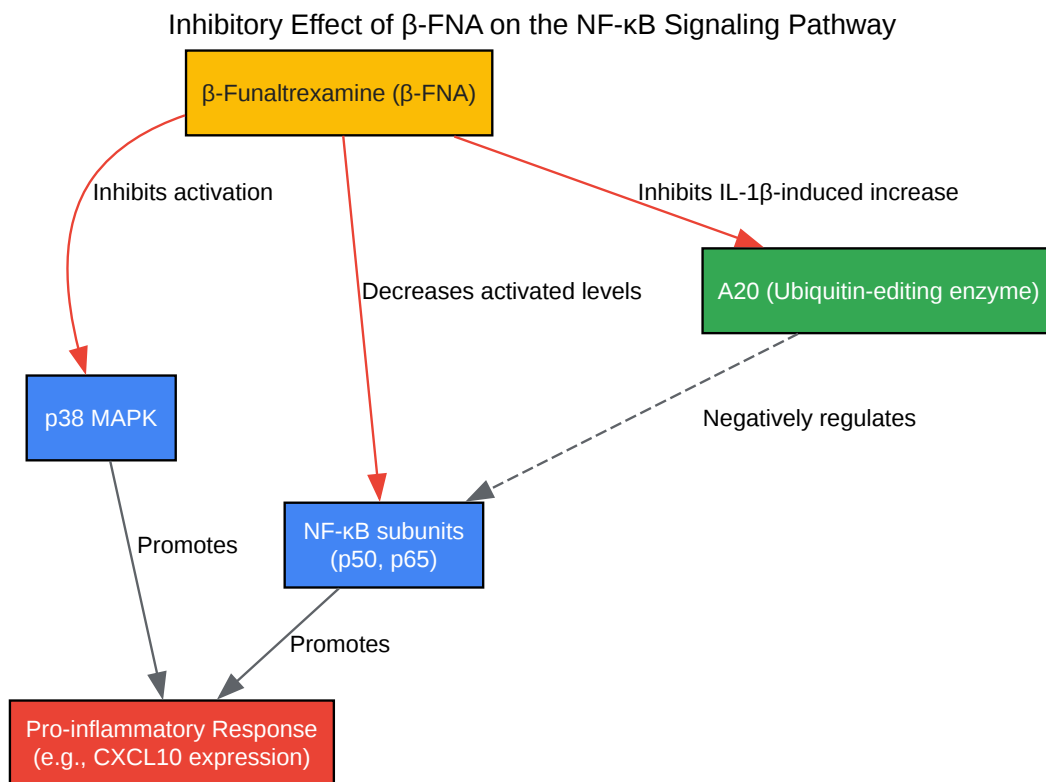 Inhibitory Effect of β-FNA on the NF-κB Signaling Pathway
β-Funaltrexamine (β-FNA)
Inhibits activation
Inhibits IL-1β-induced increase
Decreases activated levels
A20 (Ubiquitin-editing enzyme)
p38 MAPK
Negatively regulates
NF-κB subunits
(p50, p65)
Promotes
Promotes
Pro-inflammatory Response
(e.g., CXCL10 expression)